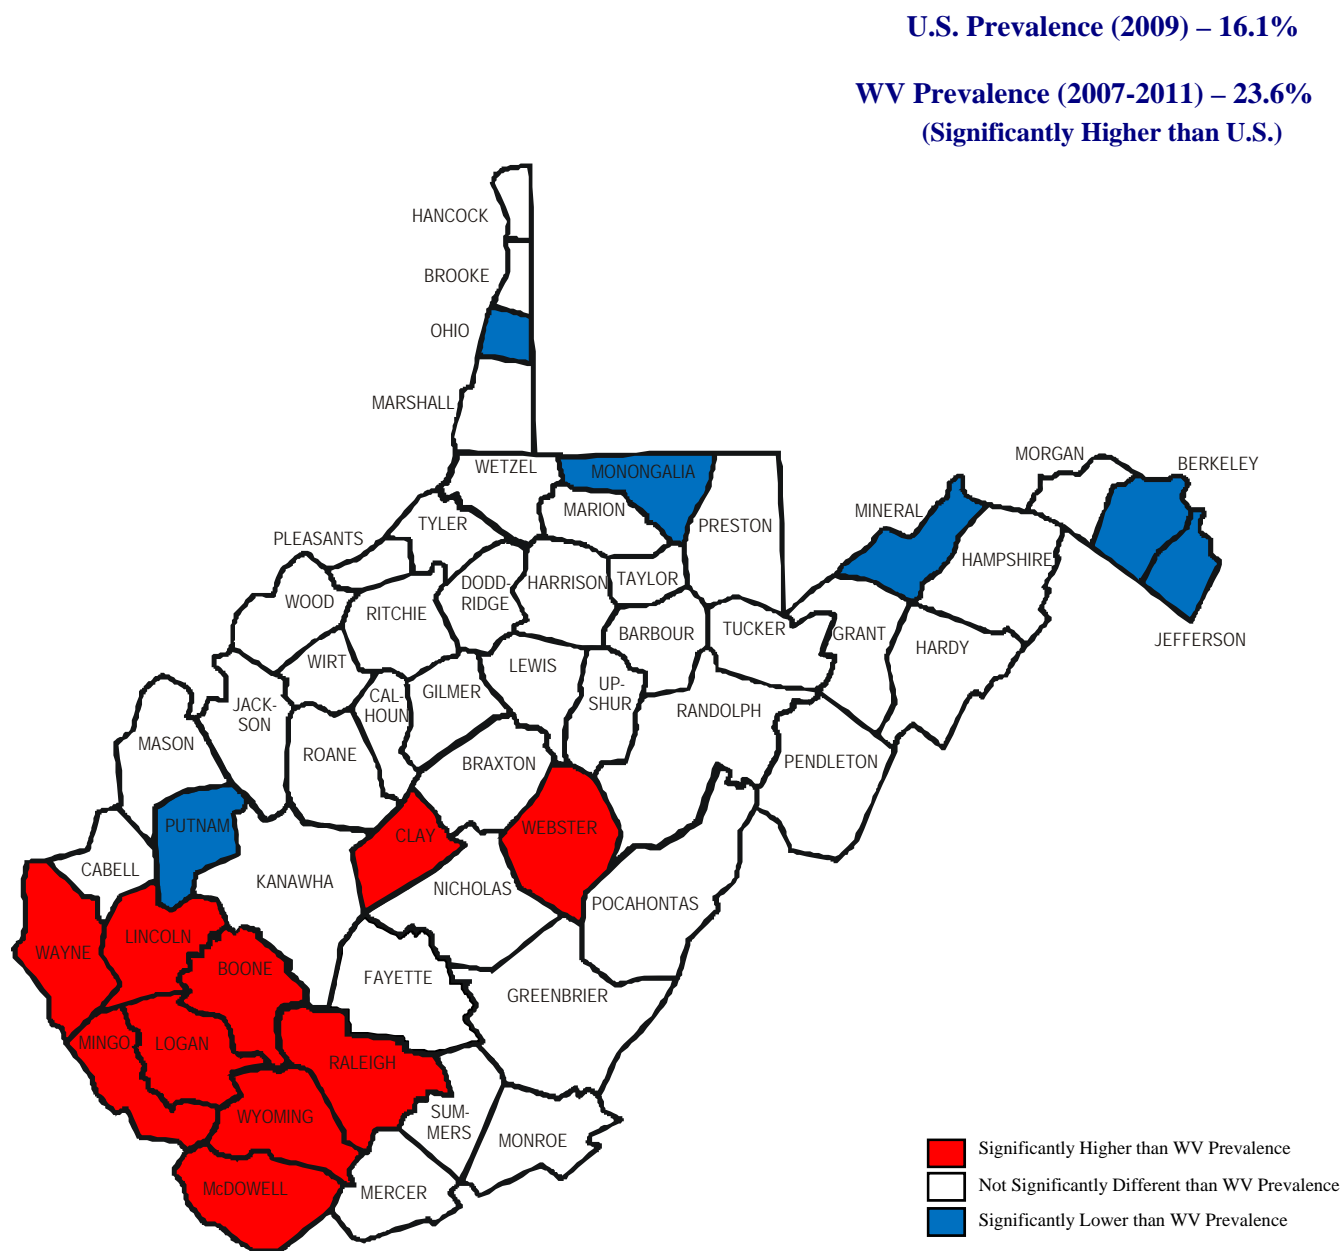 U.S. Prevalence (2009) – 16.1%
WV Prevalence (2007-2011) – 23.6%
(Significantly Higher than U.S.)
HANCOCK
BROOKE
OHIO
MARSHALL
WETZEL
MONONGALIA
MORGAN
BERKELEY
MARION
TYLER
PRESTON
MINERAL
PLEASANTS
HAMPSHIRE
DODD-
RIDGE
HARRISON
TAYLOR
WOOD
RITCHIE
BARBOUR
TUCKER
GRANT
HARDY
JEFFERSON
WIRT
LEWIS
CAL-
HOUN
GILMER
UP-
SHUR
JACK-
SON
RANDOLPH
MASON
ROANE
BRAXTON
PENDLETON
PUTNAM
CLAY
WEBSTER
CABELL
KANAWHA
NICHOLAS
POCAHONTAS
WAYNE
LINCOLN
BOONE
FAYETTE
GREENBRIER
MINGO
LOGAN
RALEIGH
WYOMING
SUM-
MERS
MONROE
McDOWELL
MERCER
Significantly Higher than WV Prevalence
Not Significantly Different than WV Prevalence
Significantly Lower than WV Prevalence